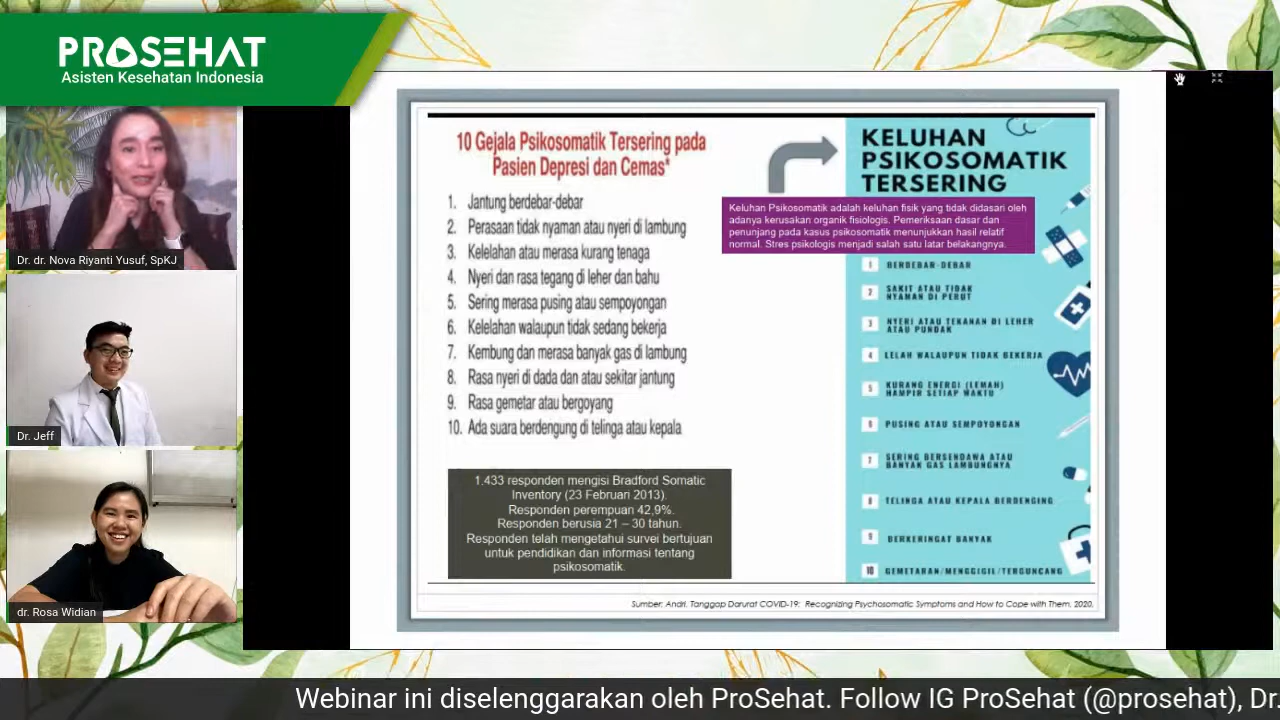 PROSEHAT
Asisten Kesehatan Indonesia
Dr. dr. Nova Riyanti Yusuf, SpKJ
Dr. Jeff
dr. Rosa Widian
10 Gejala Psikosomatik Tersering pada
Pasien Depresi dan Cemas*
1. Jantung berdebar-debar
2. Perasaan tidak nyaman atau nyeri di lambung
3. Kelelahan atau merasa kurang tenaga
4. Nyeri dan rasa tegang di leher dan bahu
5. Sering merasa pusing atau sempoyongan
6. Kelelahan walaupun tidak sedang bekerja
7. Kembung dan merasa banyak gas di lambung
8. Rasa nyeri di dada dan atau sekitar jantung
9. Rasa gemetar atau bergoyang
10. Ada suara berdengung di telinga atau kepala
1.433 responden mengisi Bradford Somatic
Inventory (23 Februari 2013).
Responden perempuan 42,9%.
Responden berusia 21 – 30 tahun.
Responden telah mengetahui survei bertujuan
untuk pendidikan dan informasi tentang
psikosomatik.
KELUHAN
PSIKOSOMATIK
TERSERING
Keluhan Psikosomatik adalah keluhan fisik yang tidak didasari oleh
adanya kerusakan organik fisiologis. Pemeriksaan dasar dan
penunjang pada kasus psikosomatik menunjukkan hasil relatif
normal. Stres psikologis menjadi salah satu latar belakangnya.
1 BERDEBAR-DEBAR
2 SAKIT ATAU TIDAK
NYAMAN DI PERUT
3 NYERI ATAU TEKANAN DI LEHER
ATAU PUNDAK
4 LELAH WALAUPUN TIDAK BEKERJA
5 KURANG ENERGI (LEMAH)
HAMPIR SETIAP WAKTU
6 PUSING ATAU SEMPOYONGAN
7 SERING BERSENDAWA ATAU
BANYAK GAS LAMBUNGNYA
8 TELINGA ATAU KEPALA BERDENGING
9 BERKERINGAT BANYAK
10 GEMETARAN/MENGGIGIL/TERGUNCANG
Sumber: Andri. Tanggap Darurat COVID-19: Recognizing Psychosomatic Symptoms and How to Cope with Them. 2020.
Webinar ini diselenggarakan oleh ProSehat. Follow IG ProSehat (@prosehat), Dr.